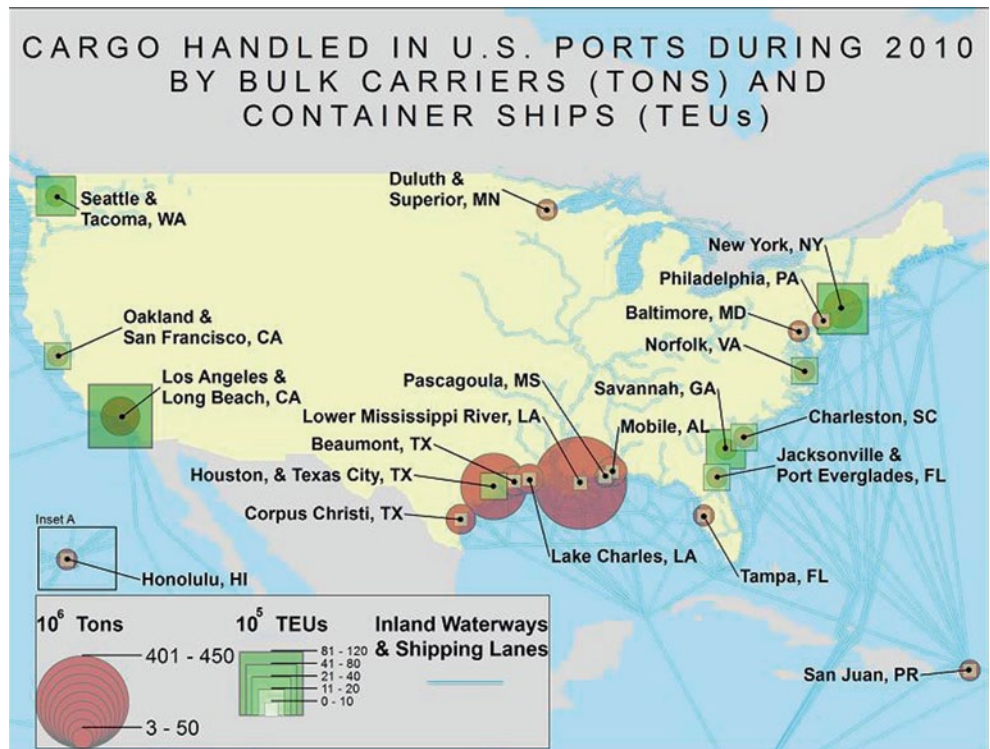 CARGO HANDLED IN U.S. PORTS DURING 2010
BY BULK CARRIERS (TONS) AND
CONTAINER SHIPS (TEUs)
Seattle &
Tacoma, WA
Duluth &
Superior, MN
New York, NY
Philadelphia, PA
Baltimore, MD
Norfolk, VA
Oakland &
San Francisco, CA
Los Angeles &
Long Beach, CA
Pascagoula, MS
Savannah, GA
Lower Mississippi River, LA
Mobile, AL
Charleston, SC
Beaumont, TX
Houston, & Texas City, TX
Jacksonville &
Port Everglades, FL
Corpus Christi, TX
Lake Charles, LA
Tampa, FL
Inset A
Honolulu, HI
San Juan, PR
10⁶ Tons
401 - 450
3 - 50
10⁵ TEUs
81 - 120
41 - 80
21 - 40
11 - 20
0 - 10
Inland Waterways
& Shipping Lanes